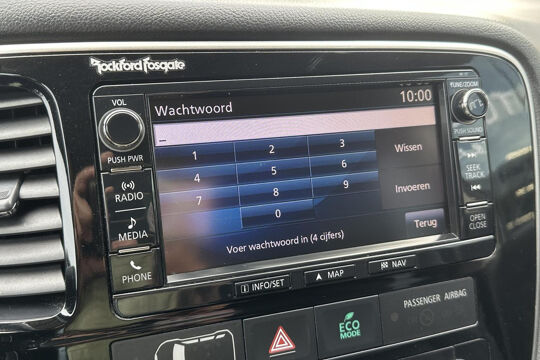 Rockford Fosgate
VOL
PUSH PWR
RADIO
MEDIA
PHONE
Wachtwoord 10:00
_
1 2 3 Wissen
4 5 6
7 8 9 Invoeren
0
Voer wachtwoord in (4 cijfers) Terug
TUNE/ZOOM
PUSH SOUND
SEEK
TRACK
OPEN
CLOSE
INFO/SET MAP NAV
ECO
MODE
PASSENGER AIRBAG